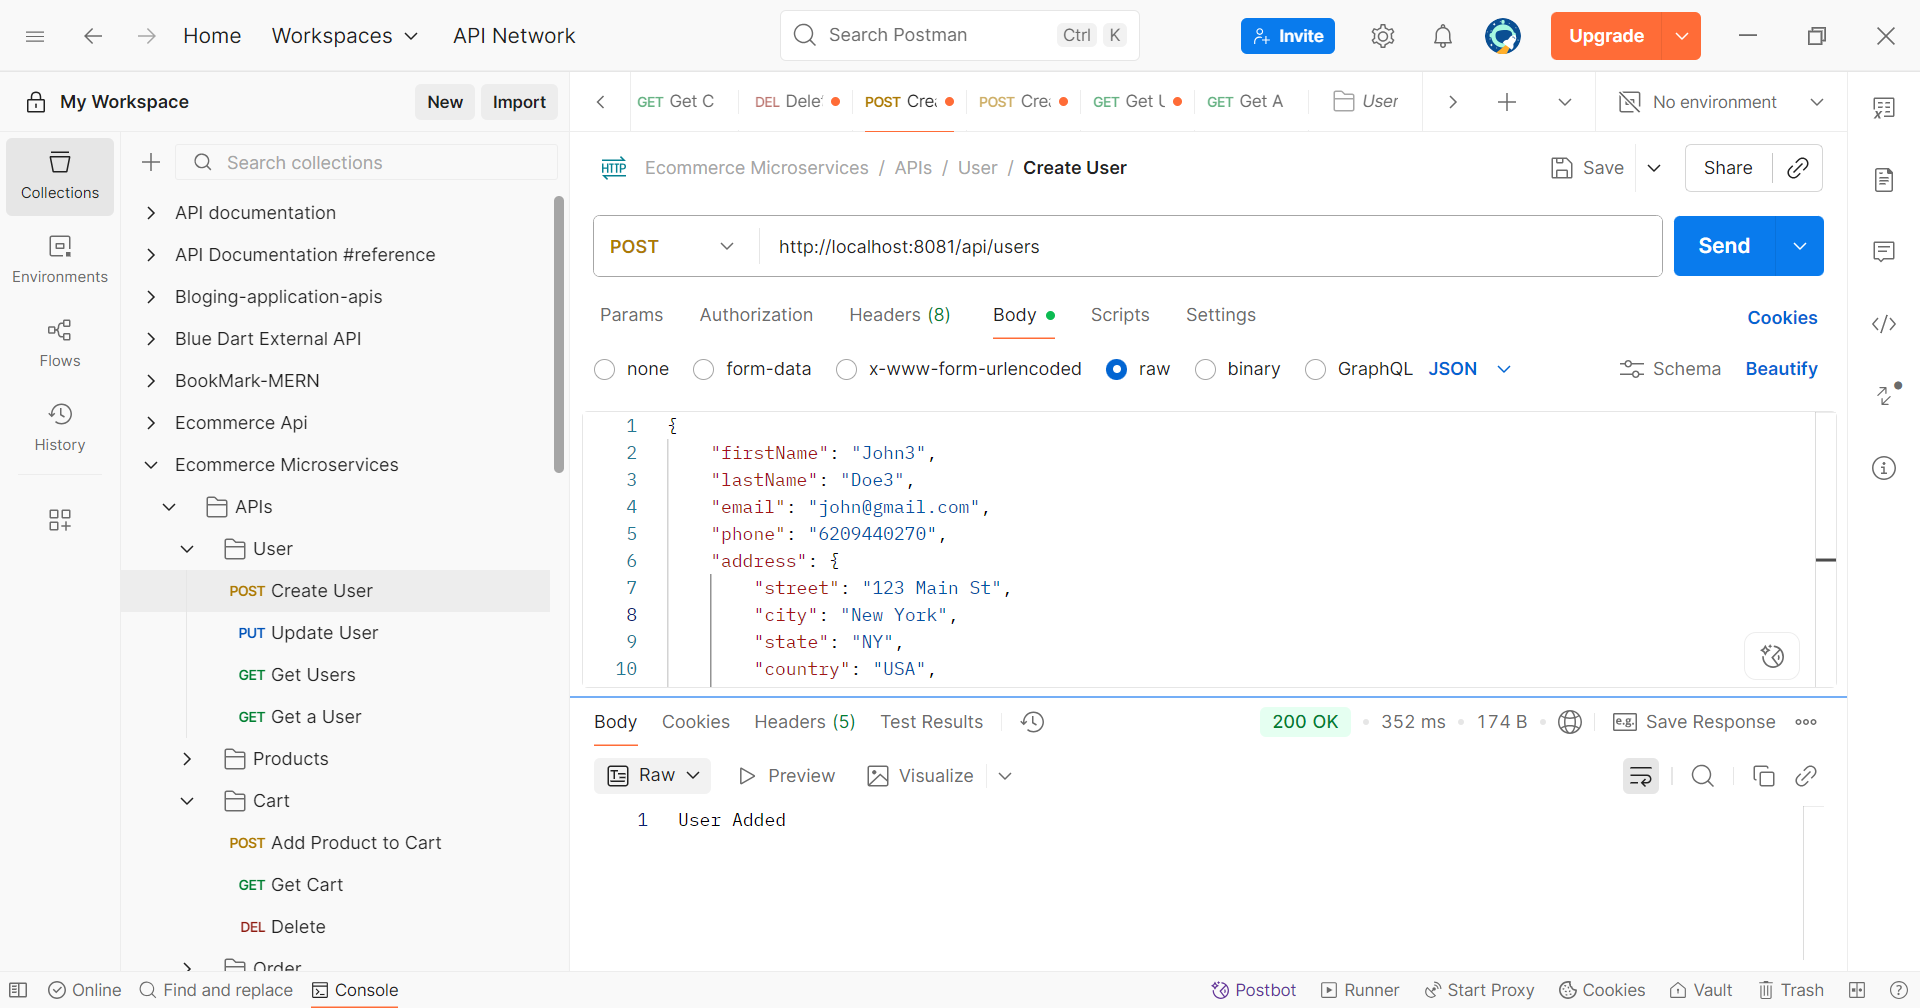 Home Workspaces API Network Search Postman Ctrl K Invite Upgrade
My Workspace New Import
GET Get C DEL Dele POST Cre POST Cre GET Get GET Get A User No environment
Collections
Environments
Flows
History
Search collections
API documentation
API Documentation #reference
Bloging-application-apis
Blue Dart External API
BookMark-MERN
Ecommerce Api
Ecommerce Microservices
APIs
User
POST Create User
PUT Update User
GET Get Users
GET Get a User
Products
Cart
POST Add Product to Cart
GET Get Cart
DEL Delete
Order
HTTP Ecommerce Microservices / APIs / User / Create User Save Share
POST http://localhost:8081/api/users Send
Params Authorization Headers (8) Body Scripts Settings Cookies
none form-data x-www-form-urlencoded raw binary GraphQL JSON Schema Beautify
1 {
2 "firstName": "John3",
3 "lastName": "Doe3",
4 "email": "john@gmail.com",
5 "phone": "6209440270",
6 "address": {
7 "street": "123 Main St",
8 "city": "New York",
9 "state": "NY",
10 "country": "USA",
Body Cookies Headers (5) Test Results 200 OK • 352 ms • 174 B • e.g. Save Response
Raw Preview Visualize
1 User Added
Online Find and replace Console Postbot Runner Start Proxy Cookies Vault Trash